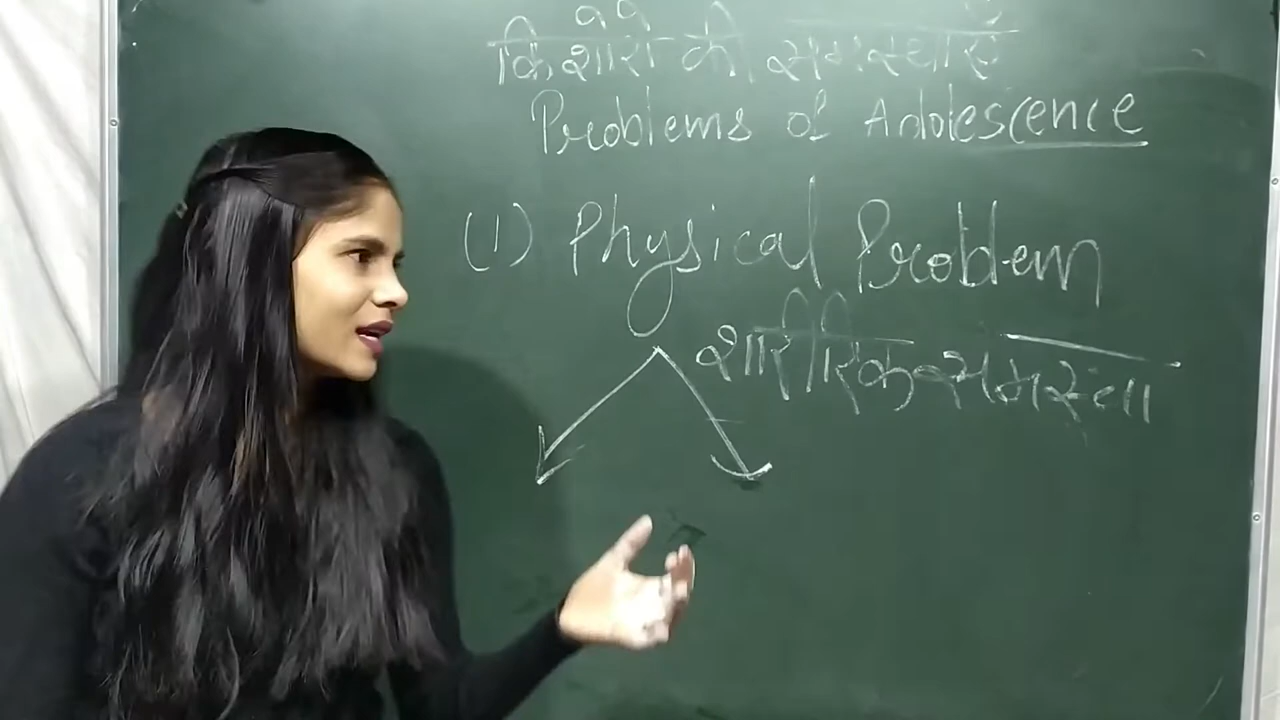 किशोरों की समस्याएँ
Problems of Adolescence
(1) Physical Problem
शारीरिक समस्या